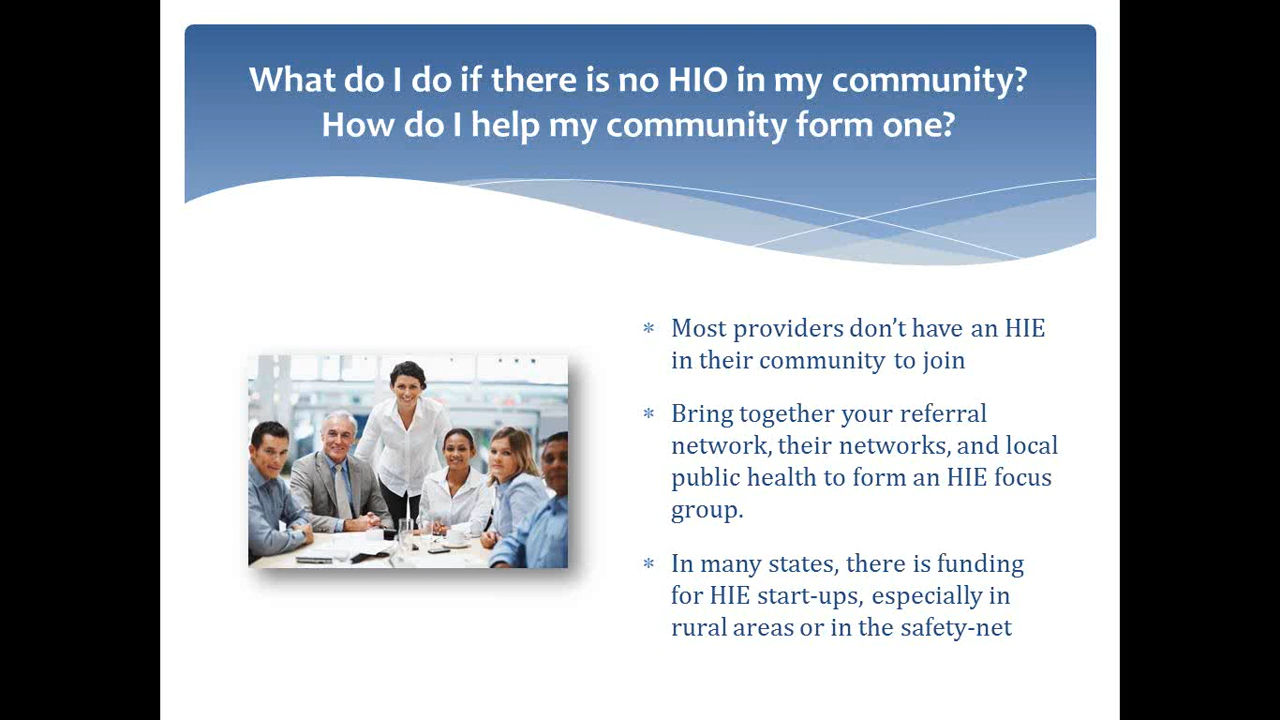 What do I do if there is no HIO in my community?
How do I help my community form one?
* Most providers don’t have an HIE
in their community to join
* Bring together your referral
network, their networks, and local
public health to form an HIE focus
group.
* In many states, there is funding
for HIE start-ups, especially in
rural areas or in the safety-net